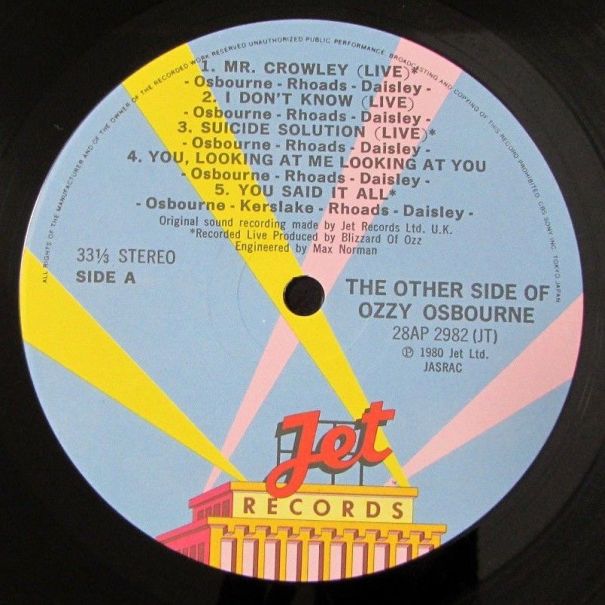 ALL RIGHTS OF THE MANUFACTURER AND OF THE OWNER OF THE RECORDED WORK RESERVED UNAUTHORIZED PUBLIC PERFORMANCE BROADCASTING AND COPYING OF THIS RECORD PROHIBITED CBS/SONY INC. TOKYO JAPAN
1. MR. CROWLEY (LIVE)*
- Osbourne - Rhoads - Daisley -
2. I DON'T KNOW (LIVE)
- Osbourne - Rhoads - Daisley -
3. SUICIDE SOLUTION (LIVE)*
- Osbourne - Rhoads - Daisley -
4. YOU, LOOKING AT ME LOOKING AT YOU
- Osbourne - Rhoads - Daisley -
5. YOU SAID IT ALL*
- Osbourne - Kerslake - Rhoads - Daisley -
Original sound recording made by Jet Records Ltd. U.K.
*Recorded Live Produced by Blizzard Of Ozz
Engineered by Max Norman
33⅓ STEREO
SIDE A
THE OTHER SIDE OF
OZZY OSBOURNE
28AP 2982 (JT)
℗ 1980 Jet Ltd.
JASRAC
Jet
RECORDS